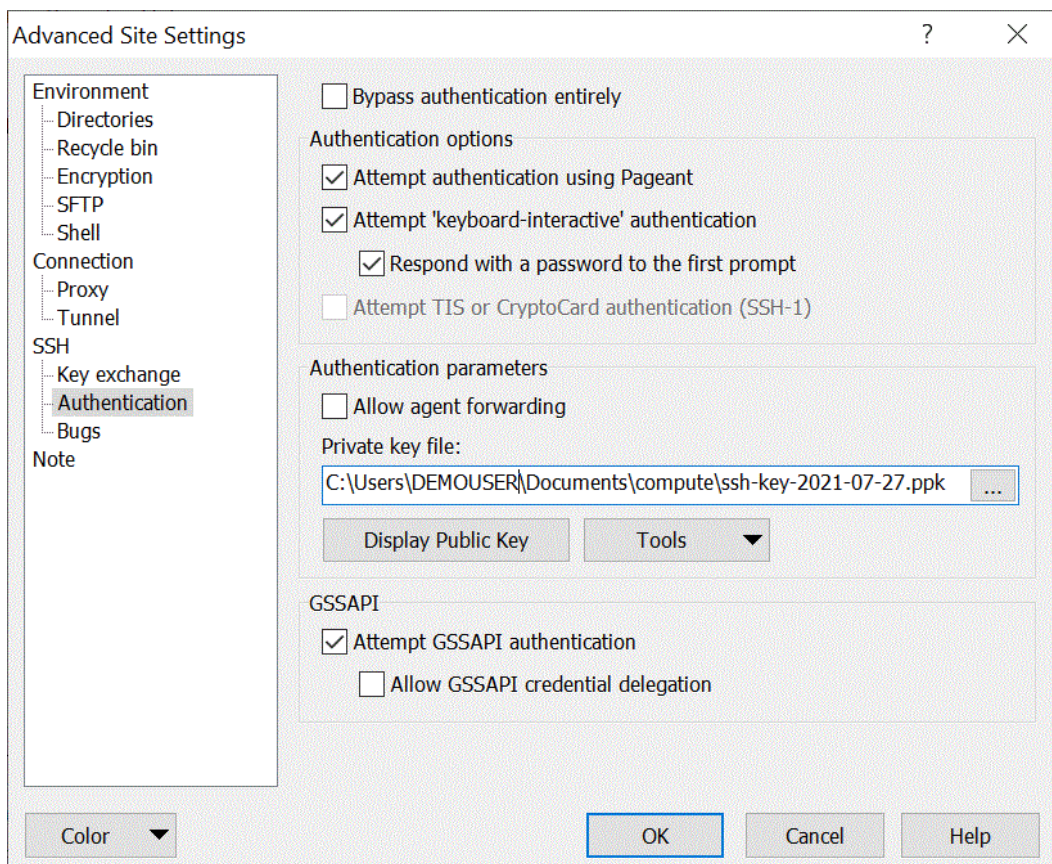 Advanced Site Settings
?
Environment
Directories
Recycle bin
Encryption
SFTP
Shell
Connection
Proxy
Tunnel
SSH
Key exchange
Authentication
Bugs
Note
Bypass authentication entirely
Authentication options
Attempt authentication using Pageant
Attempt 'keyboard-interactive' authentication
Respond with a password to the first prompt
Attempt TIS or CryptoCard authentication (SSH-1)
Authentication parameters
Allow agent forwarding
Private key file:
C:\Users\DEMOUSER\Documents\compute\ssh-key-2021-07-27.ppk
...
Display Public Key
Tools
GSSAPI
Attempt GSSAPI authentication
Allow GSSAPI credential delegation
Color
OK
Cancel
Help